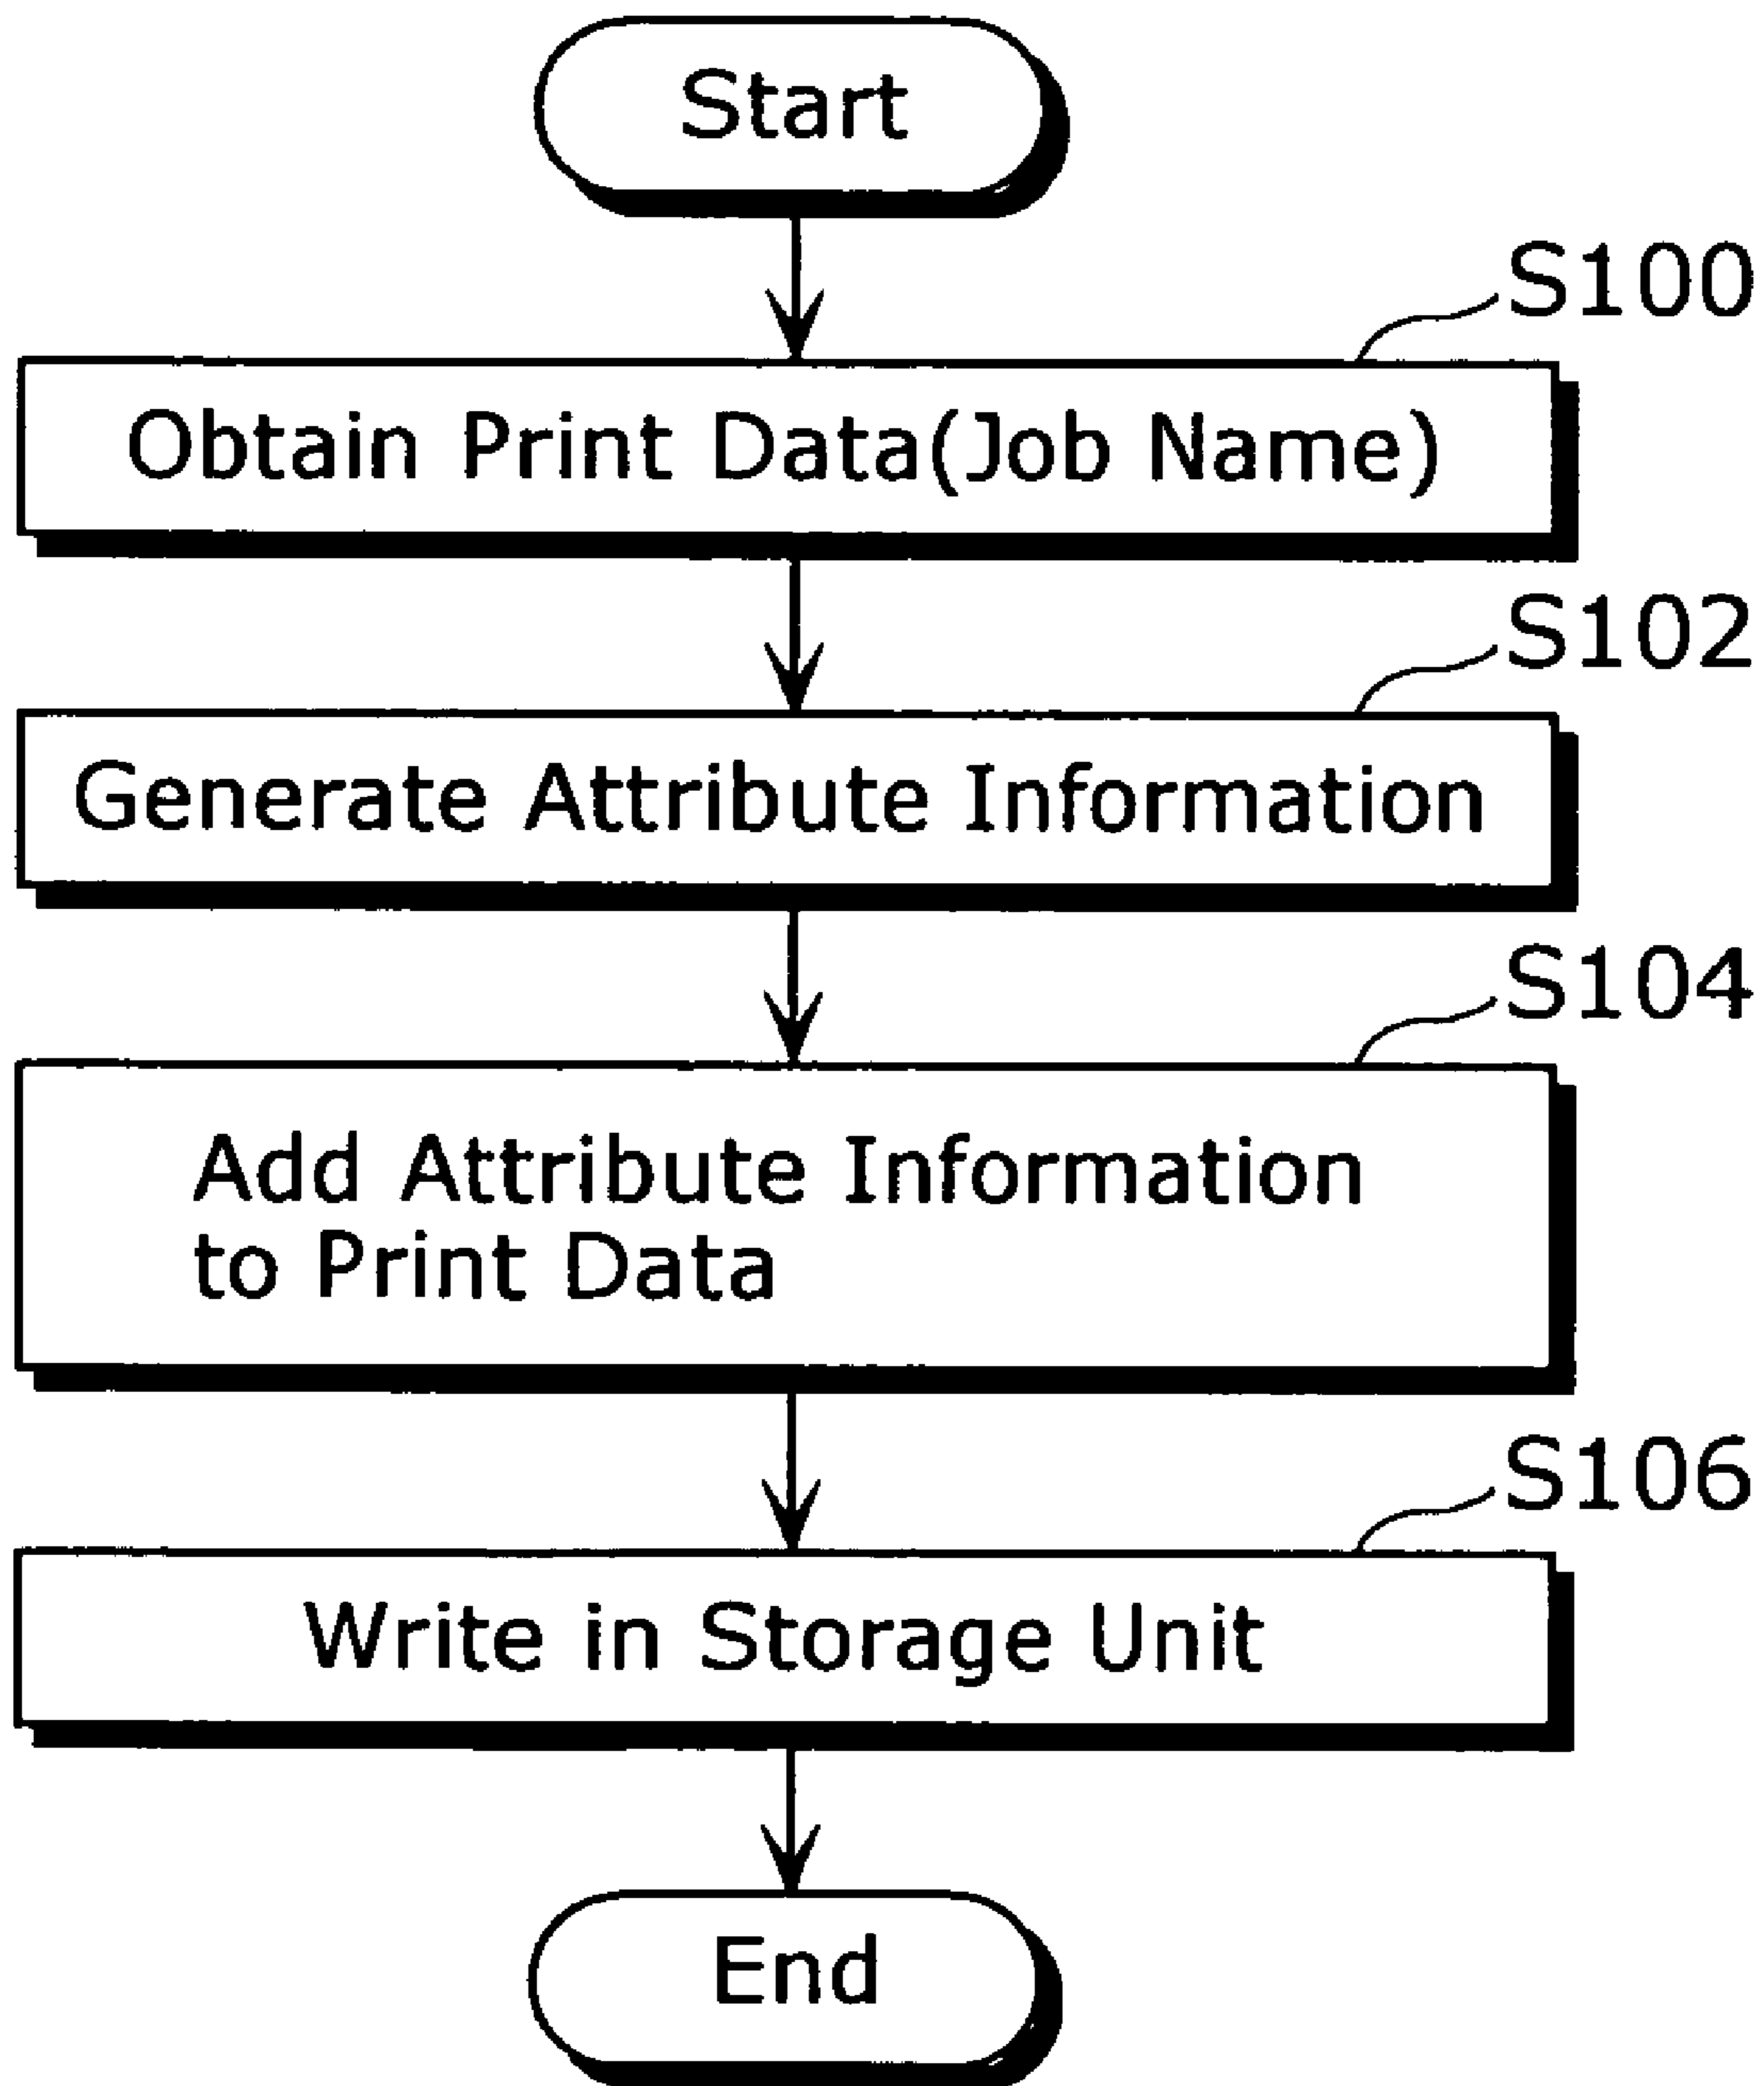 Start
S100
Obtain Print Data(Job Name)
S102
Generate Attribute Information
S104
Add Attribute Information
to Print Data
S106
Write in Storage Unit
End